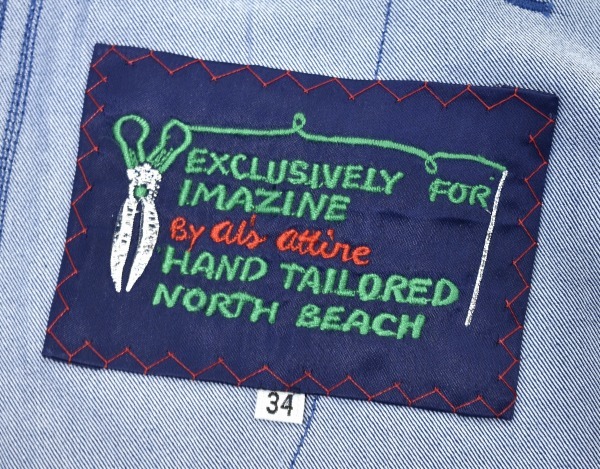 EXCLUSIVELY FOR
IMAZINE
By al's attire
HAND TAILORED
NORTH BEACH
34